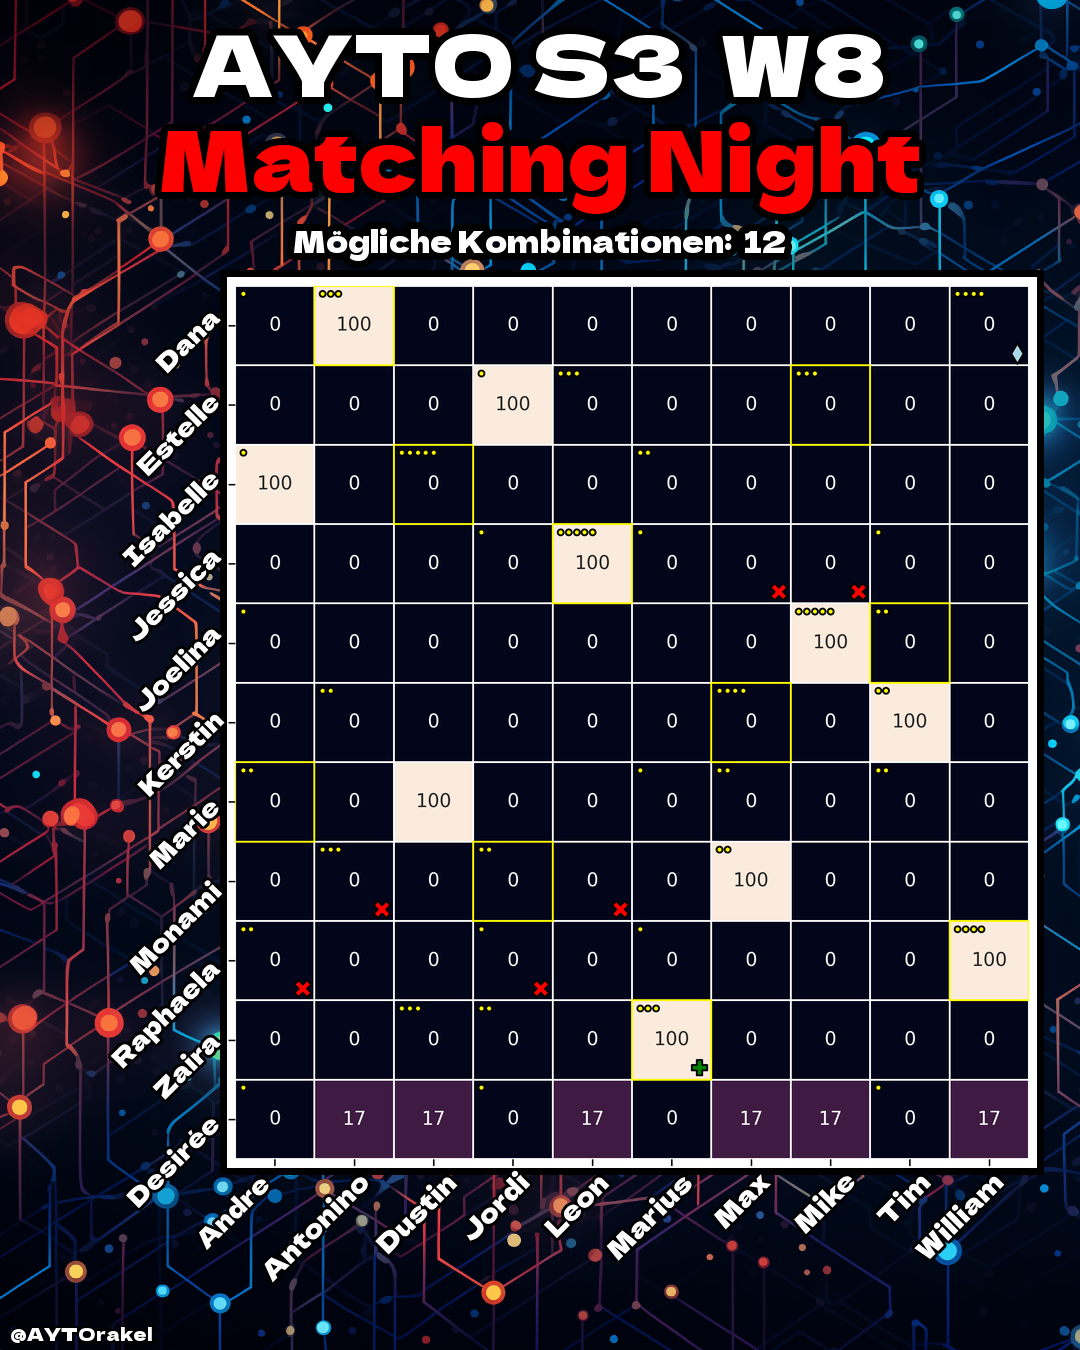 AYTO S3 W8
Matching Night
Mögliche Kombinationen: 12
Dana 0 100 0 0 0 0 0 0 0 0
Estelle 0 0 0 100 0 0 0 0 0 0
Isabelle 100 0 0 0 0 0 0 0 0 0
Jessica 0 0 0 0 100 0 0 0 0 0
Joelina 0 0 0 0 0 0 0 100 0 0
Kerstin 0 0 0 0 0 0 0 0 100 0
Marie 0 0 100 0 0 0 0 0 0 0
Monami 0 0 0 0 0 0 100 0 0 0
Raphaela 0 0 0 0 0 0 0 0 0 100
Zaira 0 0 0 0 0 100 0 0 0 0
Desirée 0 17 17 0 17 0 17 17 0 17
Andre Antonino Dustin Jordi Leon Marius Max Mike Tim William
@AYTOrakel